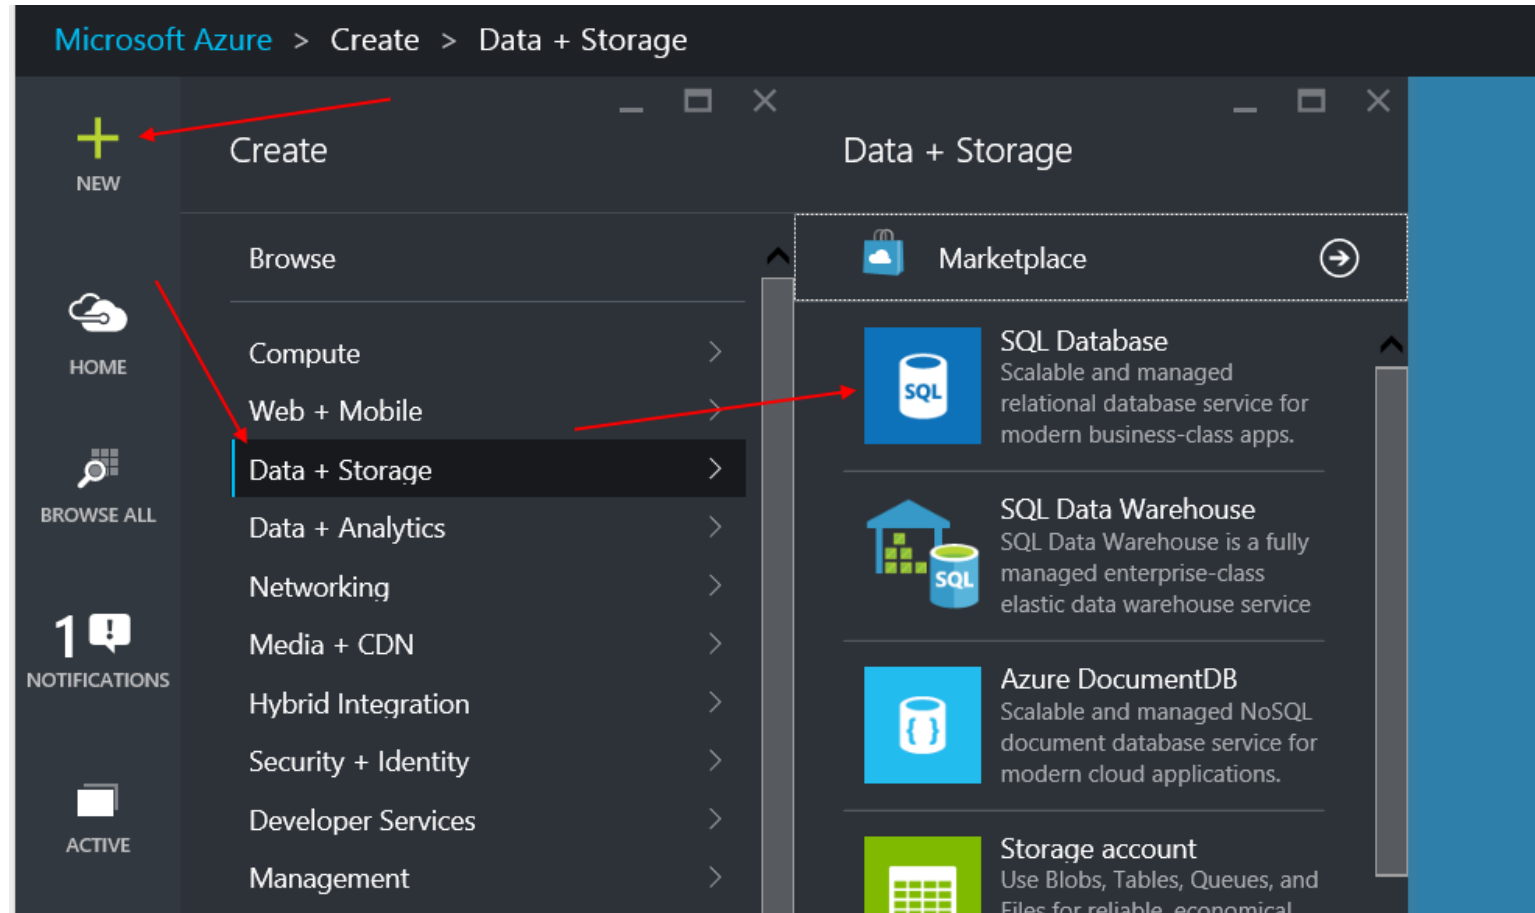 Microsoft Azure > Create > Data + Storage
NEW
HOME
BROWSE ALL
1
NOTIFICATIONS
ACTIVE
Create
Browse
Compute
Web + Mobile
Data + Storage
Data + Analytics
Networking
Media + CDN
Hybrid Integration
Security + Identity
Developer Services
Management
Data + Storage
Marketplace
SQL
SQL Database
Scalable and managed
relational database service for
modern business-class apps.
SQL
SQL Data Warehouse
SQL Data Warehouse is a fully
managed enterprise-class
elastic data warehouse service
{ }
Azure DocumentDB
Scalable and managed NoSQL
document database service for
modern cloud applications.
Storage account
Use Blobs, Tables, Queues, and
Files for reliable, economical